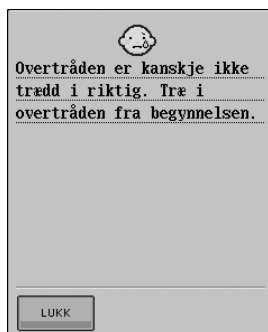 Overtråden er kanskje ikke
trædd i riktig. Træ i
overtråden fra begynnelsen.
LUKK